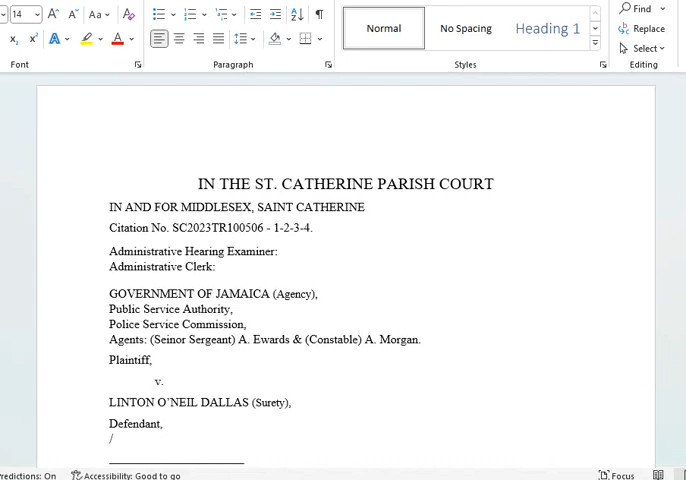 14
Aa
Font
Paragraph
Normal
No Spacing
Heading 1
Styles
Find
Replace
Select
Editing
IN THE ST. CATHERINE PARISH COURT
IN AND FOR MIDDLESEX, SAINT CATHERINE
Citation No. SC2023TR100506 - 1-2-3-4.
Administrative Hearing Examiner:
Administrative Clerk:
GOVERNMENT OF JAMAICA (Agency),
Public Service Authority,
Police Service Commission,
Agents: (Seinor Sergeant) A. Ewards & (Constable) A. Morgan.
Plaintiff,
v.
LINTON O’NEIL DALLAS (Surety),
Defendant,
/
redictions: On
Accessibility: Good to go
Focus